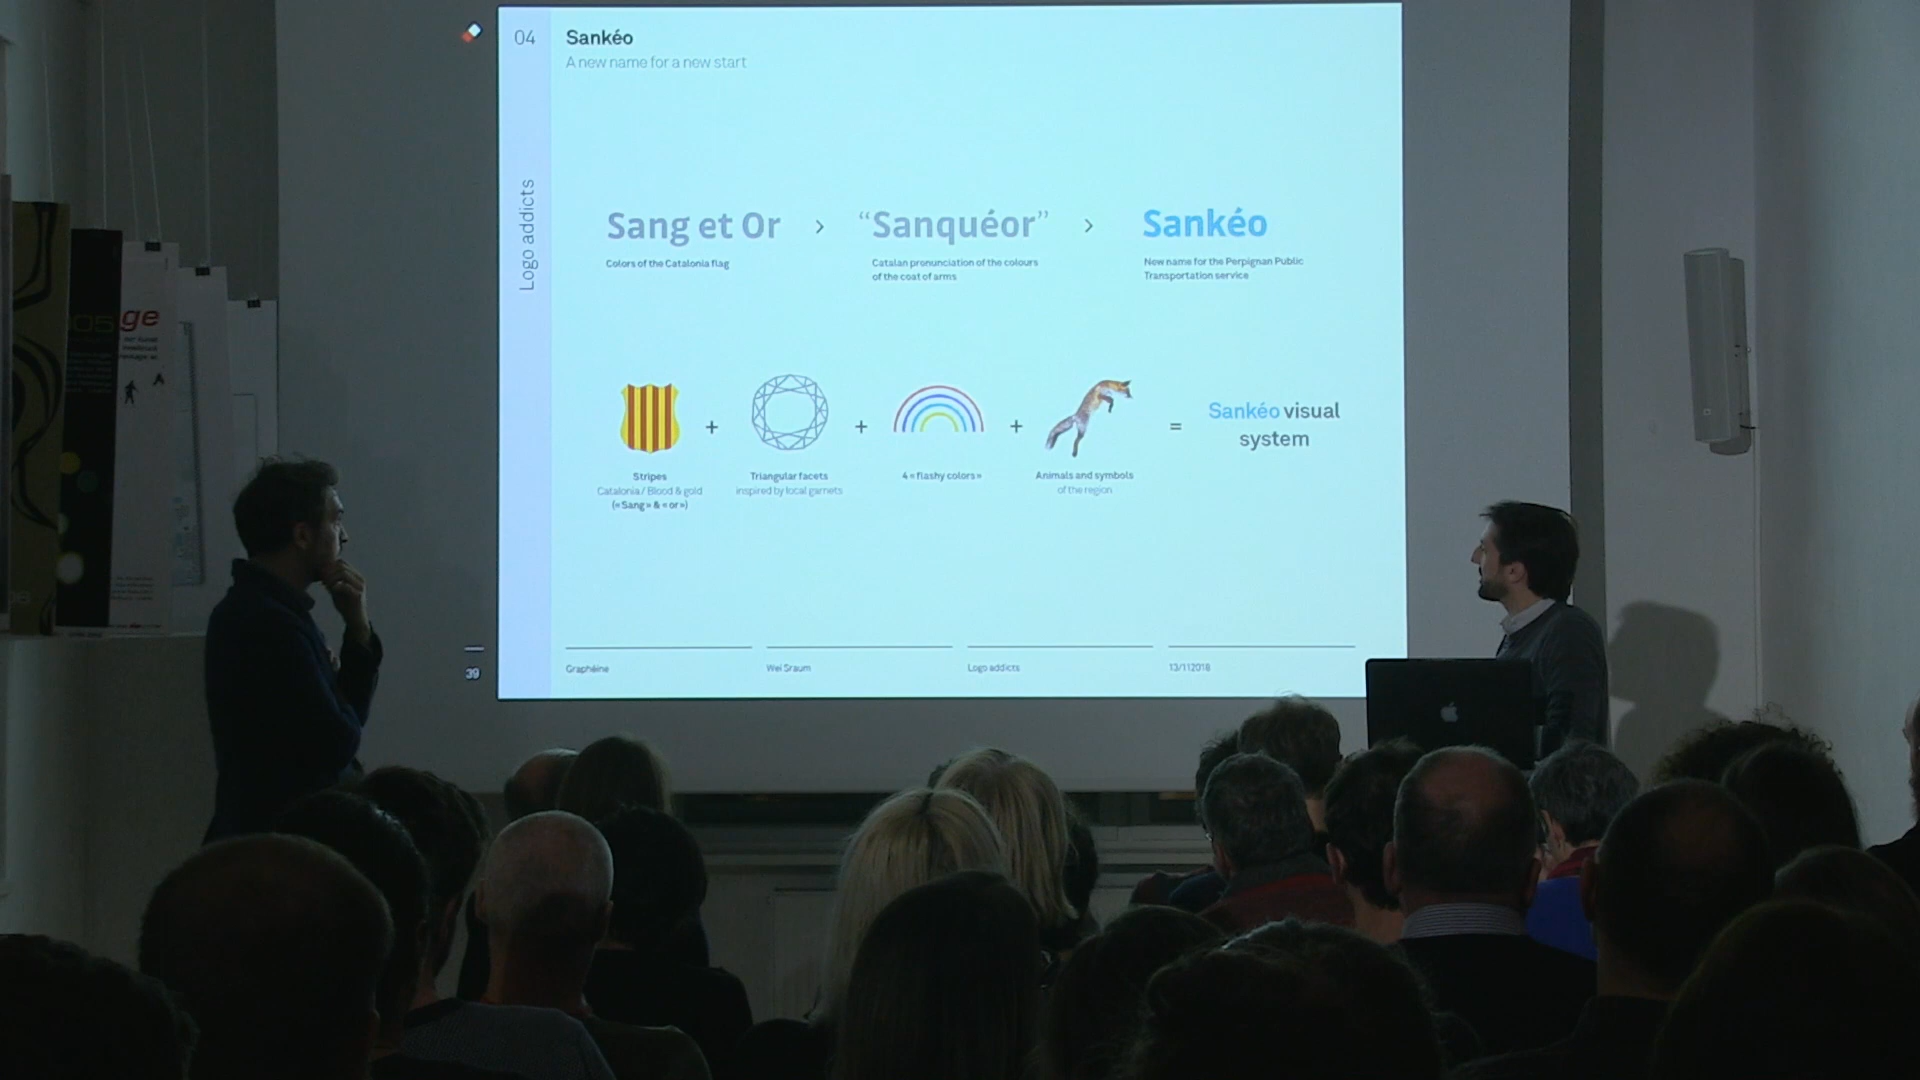 04
Sankéo
A new name for a new start
Logo addicts
Sang et Or > “Sanquéor” > Sankéo
Colors of the Catalonia flag
Catalan pronunciation of the colours
of the coat of arms
New name for the Perpignan Public
Transportation service
+ + + =
Sankéo visual
system
Stripes
Catalonia / Blood & gold
(« Sang » & « or »)
Triangular facets
inspired by local garnets
4 « flashy colors »
Animals and symbols
of the region
39
Graphéine
Wei Sraum
Logo addicts
13/112018
05
ge